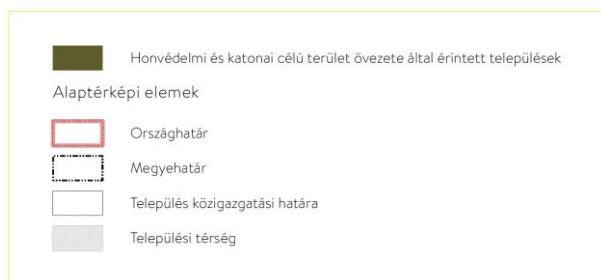 Honvédelmi és katonai célú terület övezete által érintett települések
Alaptérképi elemek
Országhatár
Megyehatár
Település közigazgatási határa
Települési térség